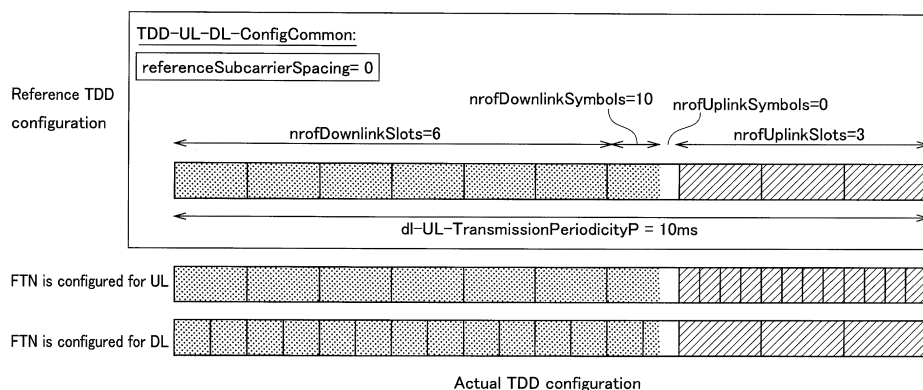 TDD-UL-DL-ConfigCommon:
referenceSubcarrierSpacing= 0
Reference TDD
configuration
nrofDownlinkSymbols=10
nrofUplinkSymbols=0
nrofDownlinkSlots=6
nrofUplinkSlots=3
dl-UL-TransmissionPeriodicityP = 10ms
FTN is configured for UL
FTN is configured for DL
Actual TDD configuration